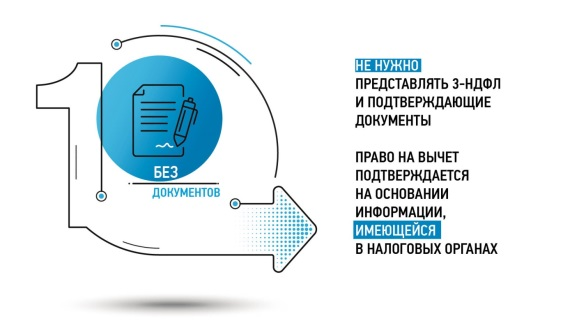 1
БЕЗ
ДОКУМЕНТОВ
НЕ НУЖНО
ПРЕДСТАВЛЯТЬ 3-НДФЛ
И ПОДТВЕРЖДАЮЩИЕ
ДОКУМЕНТЫ
ПРАВО НА ВЫЧЕТ
ПОДТВЕРЖДАЕТСЯ
НА ОСНОВАНИИ
ИНФОРМАЦИИ,
ИМЕЮЩЕЙСЯ
В НАЛОГОВЫХ ОРГАНАХ